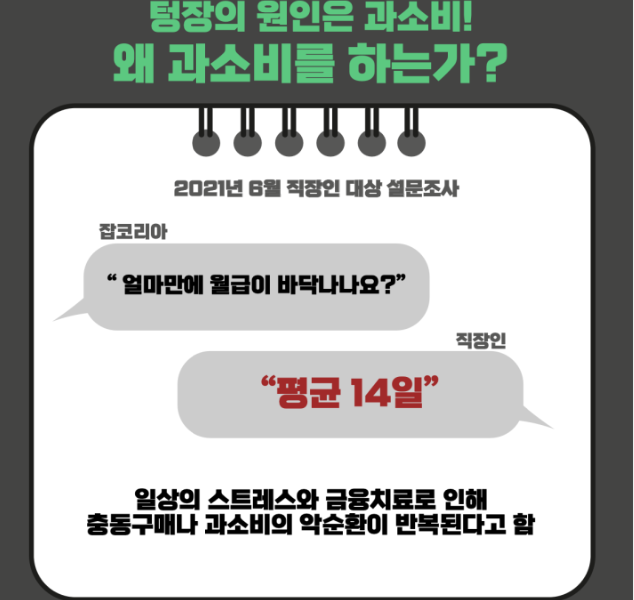 텅장의 원인은 과소비!
왜 과소비를 하는가?
2021년 6월 직장인 대상 설문조사
잡코리아
“ 얼마만에 월급이 바닥나나요?”
직장인
“평균 14일”
일상의 스트레스와 금융치료로 인해
충동구매나 과소비의 악순환이 반복된다고 함